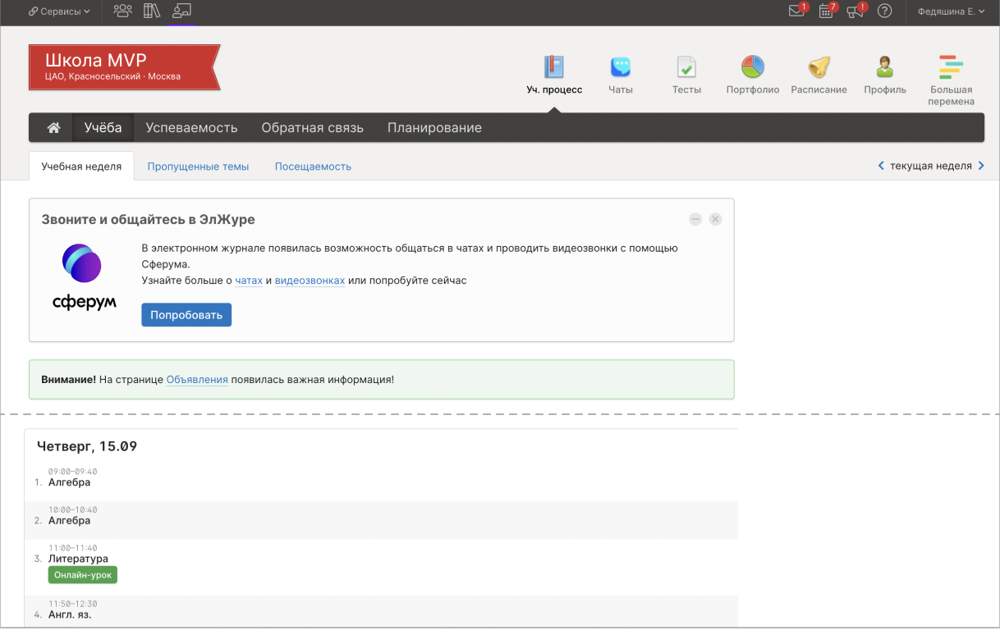 Сервисы
1
7
!
?
Федяшина Е.
Школа MVP
ЦАО, Красносельский · Москва
Уч. процесс
Чаты
Тесты
Портфолио
Расписание
Профиль
Большая
перемена
Учёба
Успеваемость
Обратная связь
Планирование
Учебная неделя
Пропущенные темы
Посещаемость
текущая неделя
Звоните и общайтесь в ЭлЖуре
В электронном журнале появилась возможность общаться в чатах и проводить видеозвонки с помощью
Сферума.
Узнайте больше о чатах и видеозвонках или попробуйте сейчас
сферум
Попробовать
Внимание! На странице Объявления появилась важная информация!
Четверг, 15.09
09:00–09:40
1. Алгебра
10:00–10:40
2. Алгебра
11:00–11:40
3. Литература
Онлайн-урок
11:50–12:30
4. Англ. яз.